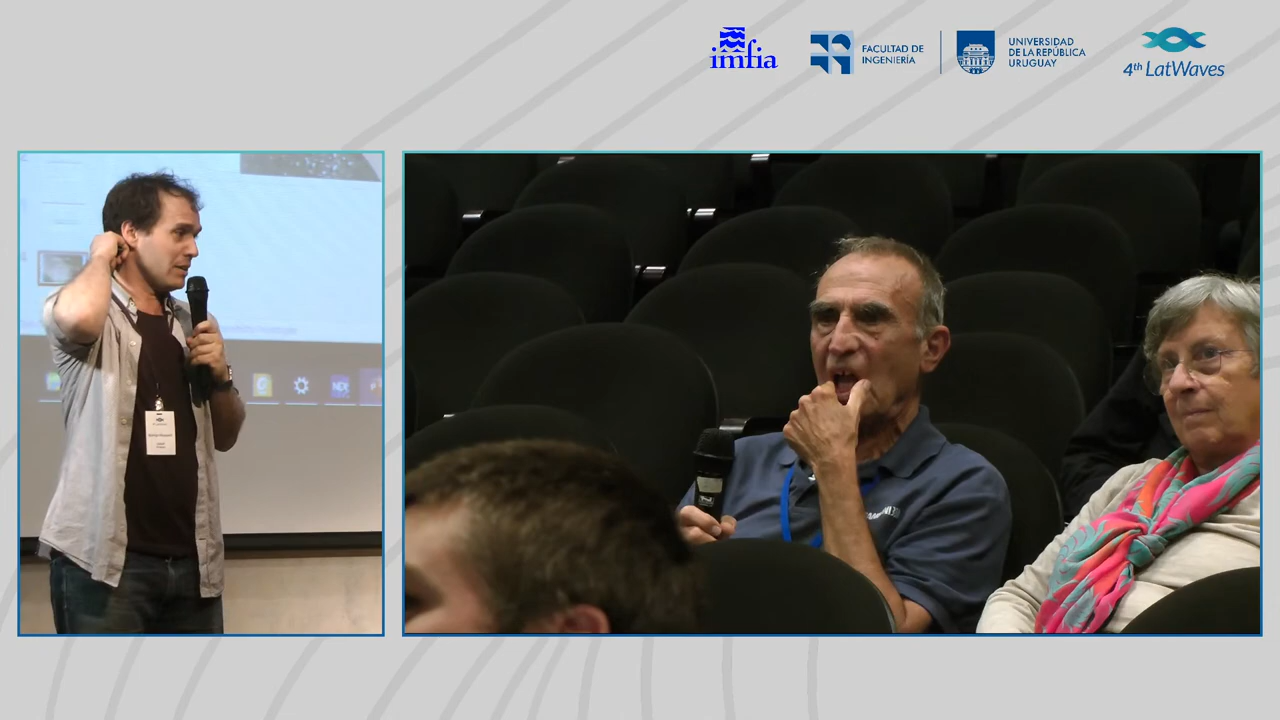 imfia
FACULTAD DE
INGENIERÍA
UNIVERSIDAD
DE LA REPÚBLICA
URUGUAY
4th LatWaves